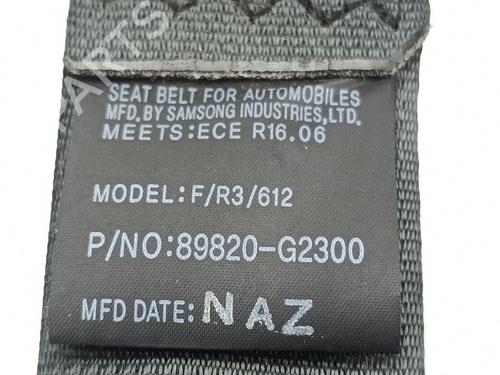 ARTS
SEAT BELT FOR AUTOMOBILES
MFD. BY SAMSONG INDUSTRIES,LTD.
MEETS:ECE R16.06
MODEL:F/R3/612
P/NO:89820-G2300
MFD DATE: NAZ